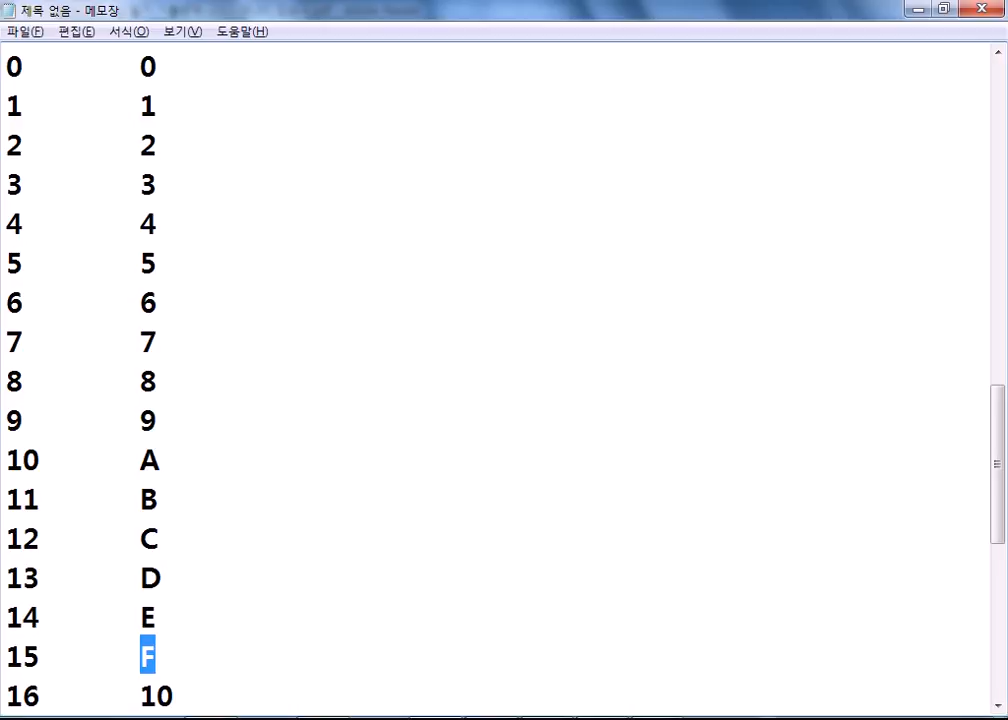 제목 없음 - 메모장
파일(F) 편집(E) 서식(O) 보기(V) 도움말(H)
0 0
1 1
2 2
3 3
4 4
5 5
6 6
7 7
8 8
9 9
10 A
11 B
12 C
13 D
14 E
15 F
16 10